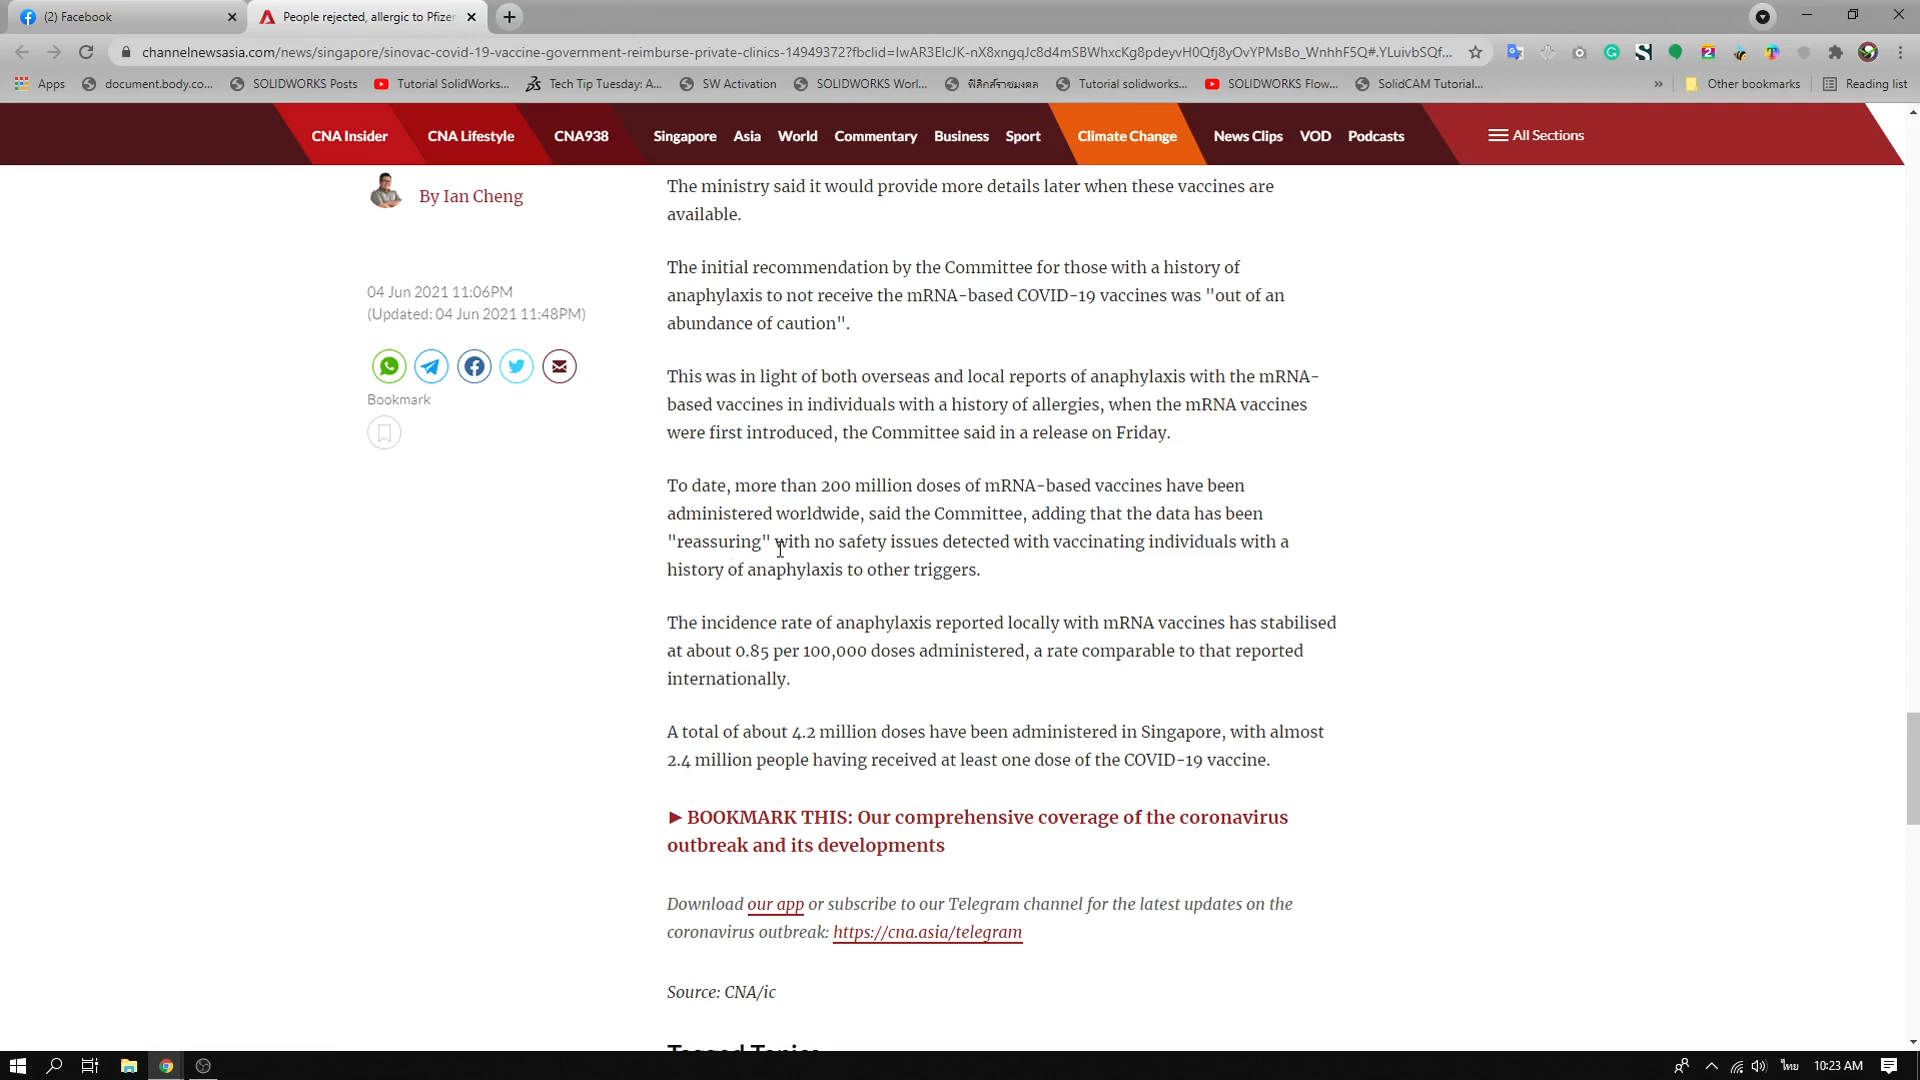 (2) Facebook
People rejected, allergic to Pfizer
channelnewsasia.com/news/singapore/sinovac-covid-19-vaccine-government-reimburse-private-clinics-14949372?fbclid=IwAR3ElcJK-nX8xngqJc8d4mSBWhxcKg8pdeyvH0Qfj8yOvYPMsBo_WnhhF5Q#.YLuivbSQf...
Apps
document.body.co...
SOLIDWORKS Posts
Tutorial SolidWorks...
Tech Tip Tuesday: A...
SW Activation
SOLIDWORKS Worl...
ฟิสิกส์ราชมงคล
Tutorial solidworks...
SOLIDWORKS Flow...
SolidCAM Tutorial...
»
Other bookmarks
Reading list
CNA Insider
CNA Lifestyle
CNA938
Singapore
Asia
World
Commentary
Business
Sport
Climate Change
News Clips
VOD
Podcasts
All Sections
By Ian Cheng
04 Jun 2021 11:06PM
(Updated: 04 Jun 2021 11:48PM)
Bookmark
The ministry said it would provide more details later when these vaccines are
available.
The initial recommendation by the Committee for those with a history of
anaphylaxis to not receive the mRNA-based COVID-19 vaccines was "out of an
abundance of caution".
This was in light of both overseas and local reports of anaphylaxis with the mRNA-
based vaccines in individuals with a history of allergies, when the mRNA vaccines
were first introduced, the Committee said in a release on Friday.
To date, more than 200 million doses of mRNA-based vaccines have been
administered worldwide, said the Committee, adding that the data has been
"reassuring" with no safety issues detected with vaccinating individuals with a
history of anaphylaxis to other triggers.
The incidence rate of anaphylaxis reported locally with mRNA vaccines has stabilised
at about 0.85 per 100,000 doses administered, a rate comparable to that reported
internationally.
A total of about 4.2 million doses have been administered in Singapore, with almost
2.4 million people having received at least one dose of the COVID-19 vaccine.
► BOOKMARK THIS: Our comprehensive coverage of the coronavirus
outbreak and its developments
Download our app or subscribe to our Telegram channel for the latest updates on the
coronavirus outbreak: https://cna.asia/telegram
Source: CNA/ic
Tagged Topics
ไทย
10:23 AM